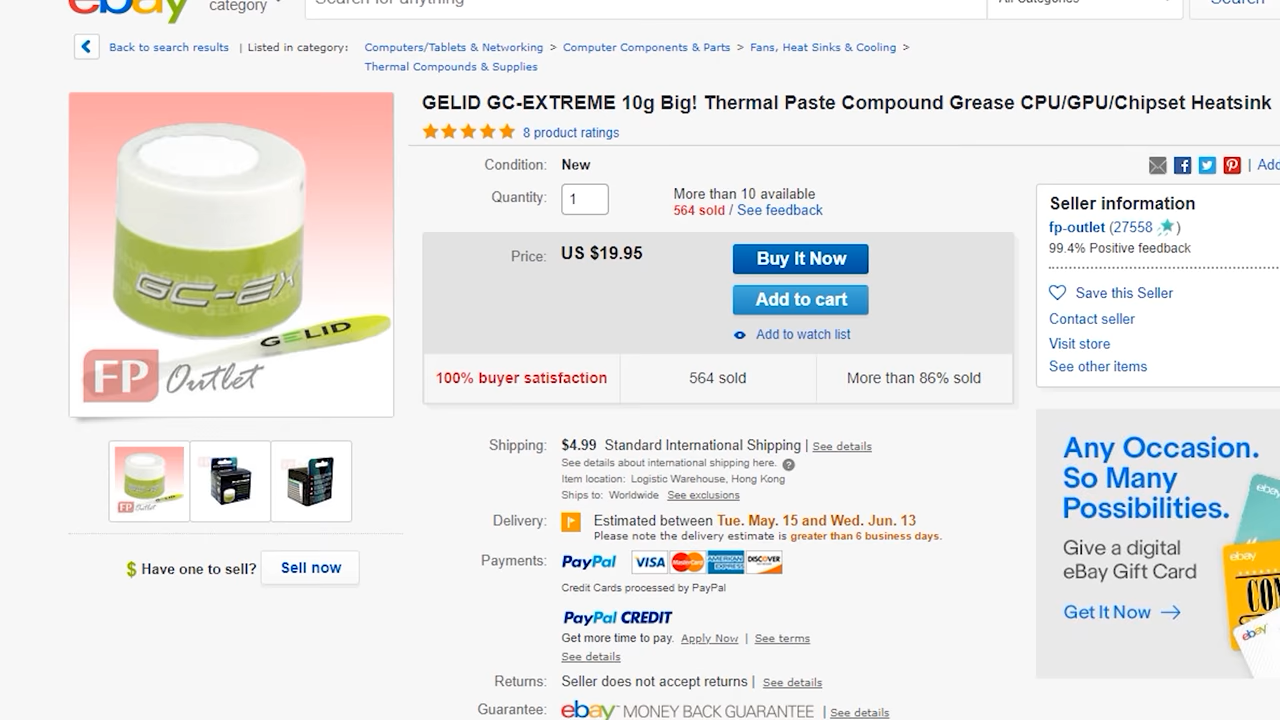 ebay
category
Search for anything
All Categories
Search
Back to search results | Listed in category: Computers/Tablets & Networking > Computer Components & Parts > Fans, Heat Sinks & Cooling >
Thermal Compounds & Supplies
GELID GC-EXTREME 10g Big! Thermal Paste Compound Grease CPU/GPU/Chipset Heatsink
8 product ratings
Condition: New
Quantity: 1
More than 10 available
564 sold / See feedback
Price: US $19.95
Buy It Now
Add to cart
Add to watch list
100% buyer satisfaction
564 sold
More than 86% sold
GC-EX
GELID
FP Outlet
FP
$ Have one to sell? Sell now
Shipping: $4.99 Standard International Shipping | See details
See details about international shipping here.
Item location: Logistic Warehouse, Hong Kong
Ships to: Worldwide See exclusions
Delivery: Estimated between Tue. May. 15 and Wed. Jun. 13
Please note the delivery estimate is greater than 6 business days.
Payments: PayPal VISA MasterCard AMERICAN EXPRESS DISCOVER
Credit Cards processed by PayPal
PayPal CREDIT
Get more time to pay. Apply Now | See terms
See details
Returns: Seller does not accept returns | See details
Guarantee: ebay MONEY BACK GUARANTEE | See details
| Add
Seller information
fp-outlet (27558)
99.4% Positive feedback
Save this Seller
Contact seller
Visit store
See other items
Any Occasion.
So Many
Possibilities.
Give a digital
eBay Gift Card
Get It Now
ebay
ebay
ebay